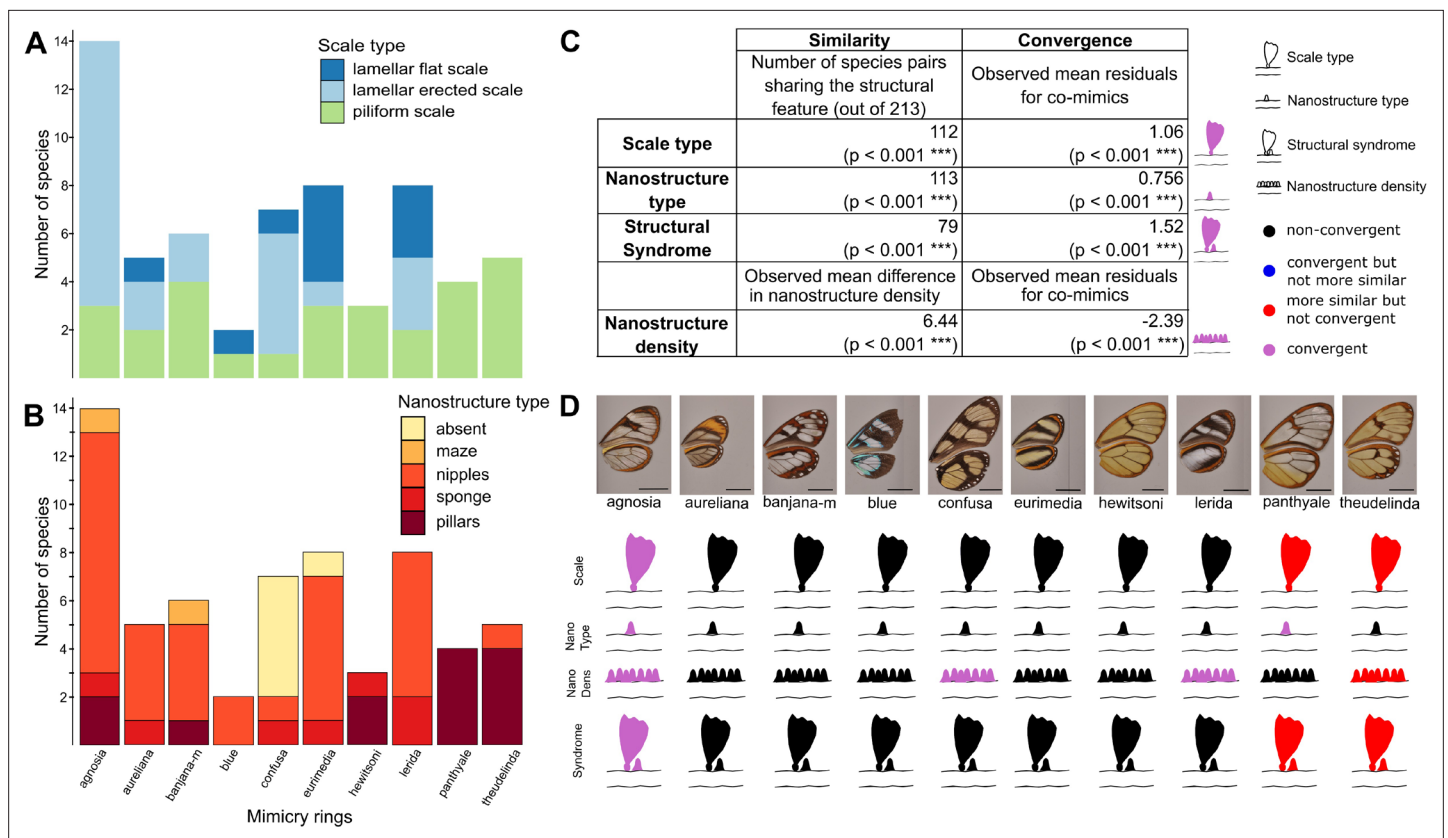 A
14
12
10
8
6
4
2
Number of species
Scale type
lamellar flat scale
lamellar erected scale
piliform scale
B
14
12
10
8
6
4
2
Number of species
Nanostructure type
absent
maze
nipples
sponge
pillars
agnosia
aureliana
banjana-m
blue
confusa
eurimedia
hewitsoni
lerida
panthyale
theudelinda
Mimicry rings
C
Similarity
Convergence
Number of species pairs
sharing the structural
feature (out of 213)
Observed mean residuals
for co-mimics
Scale type
112
(p < 0.001 ***)
1.06
(p < 0.001 ***)
Nanostructure
type
113
(p < 0.001 ***)
0.756
(p < 0.001 ***)
Structural
Syndrome
79
(p < 0.001 ***)
1.52
(p < 0.001 ***)
Observed mean difference
in nanostructure density
Observed mean residuals
for co-mimics
Nanostructure
density
6.44
(p < 0.001 ***)
-2.39
(p < 0.001 ***)
Scale type
Nanostructure type
Structural syndrome
Nanostructure density
non-convergent
convergent but
not more similar
more similar but
not convergent
convergent
D
agnosia
aureliana
banjana-m
blue
confusa
eurimedia
hewitsoni
lerida
panthyale
theudelinda
Scale
Nano
Type
Nano
Dens
Syndrome